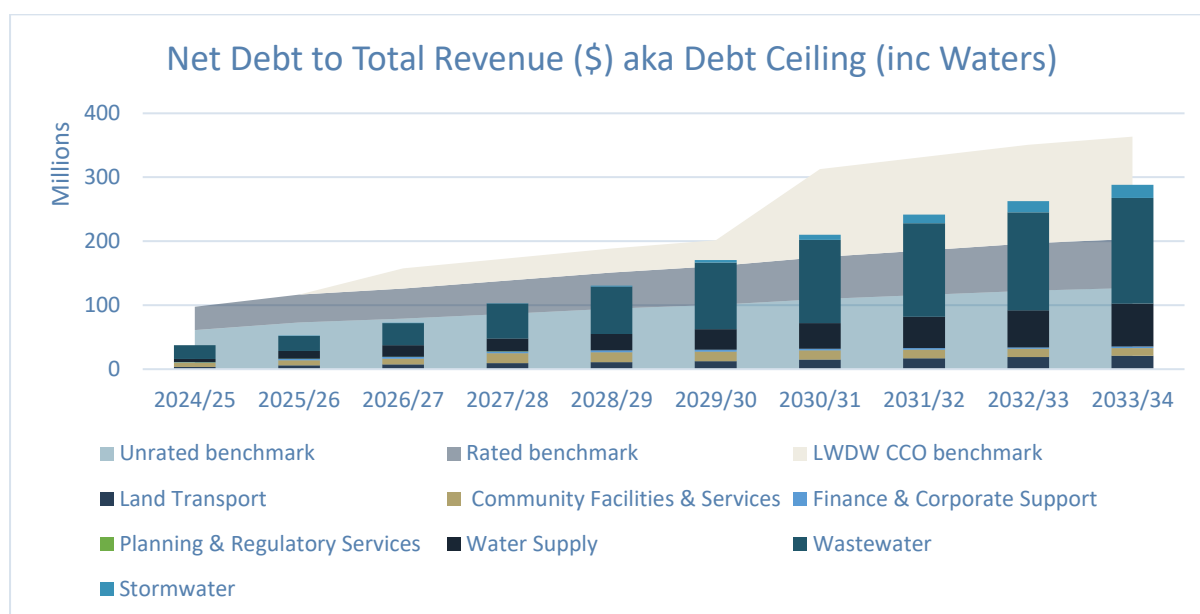 Net Debt to Total Revenue ($) aka Debt Ceiling (inc Waters)
Millions
400
300
200
100
0
2024/25 2025/26 2026/27 2027/28 2028/29 2029/30 2030/31 2031/32 2032/33 2033/34
Unrated benchmark Rated benchmark LWDW CCO benchmark
Land Transport Community Facilities & Services Finance & Corporate Support
Planning & Regulatory Services Water Supply Wastewater
Stormwater